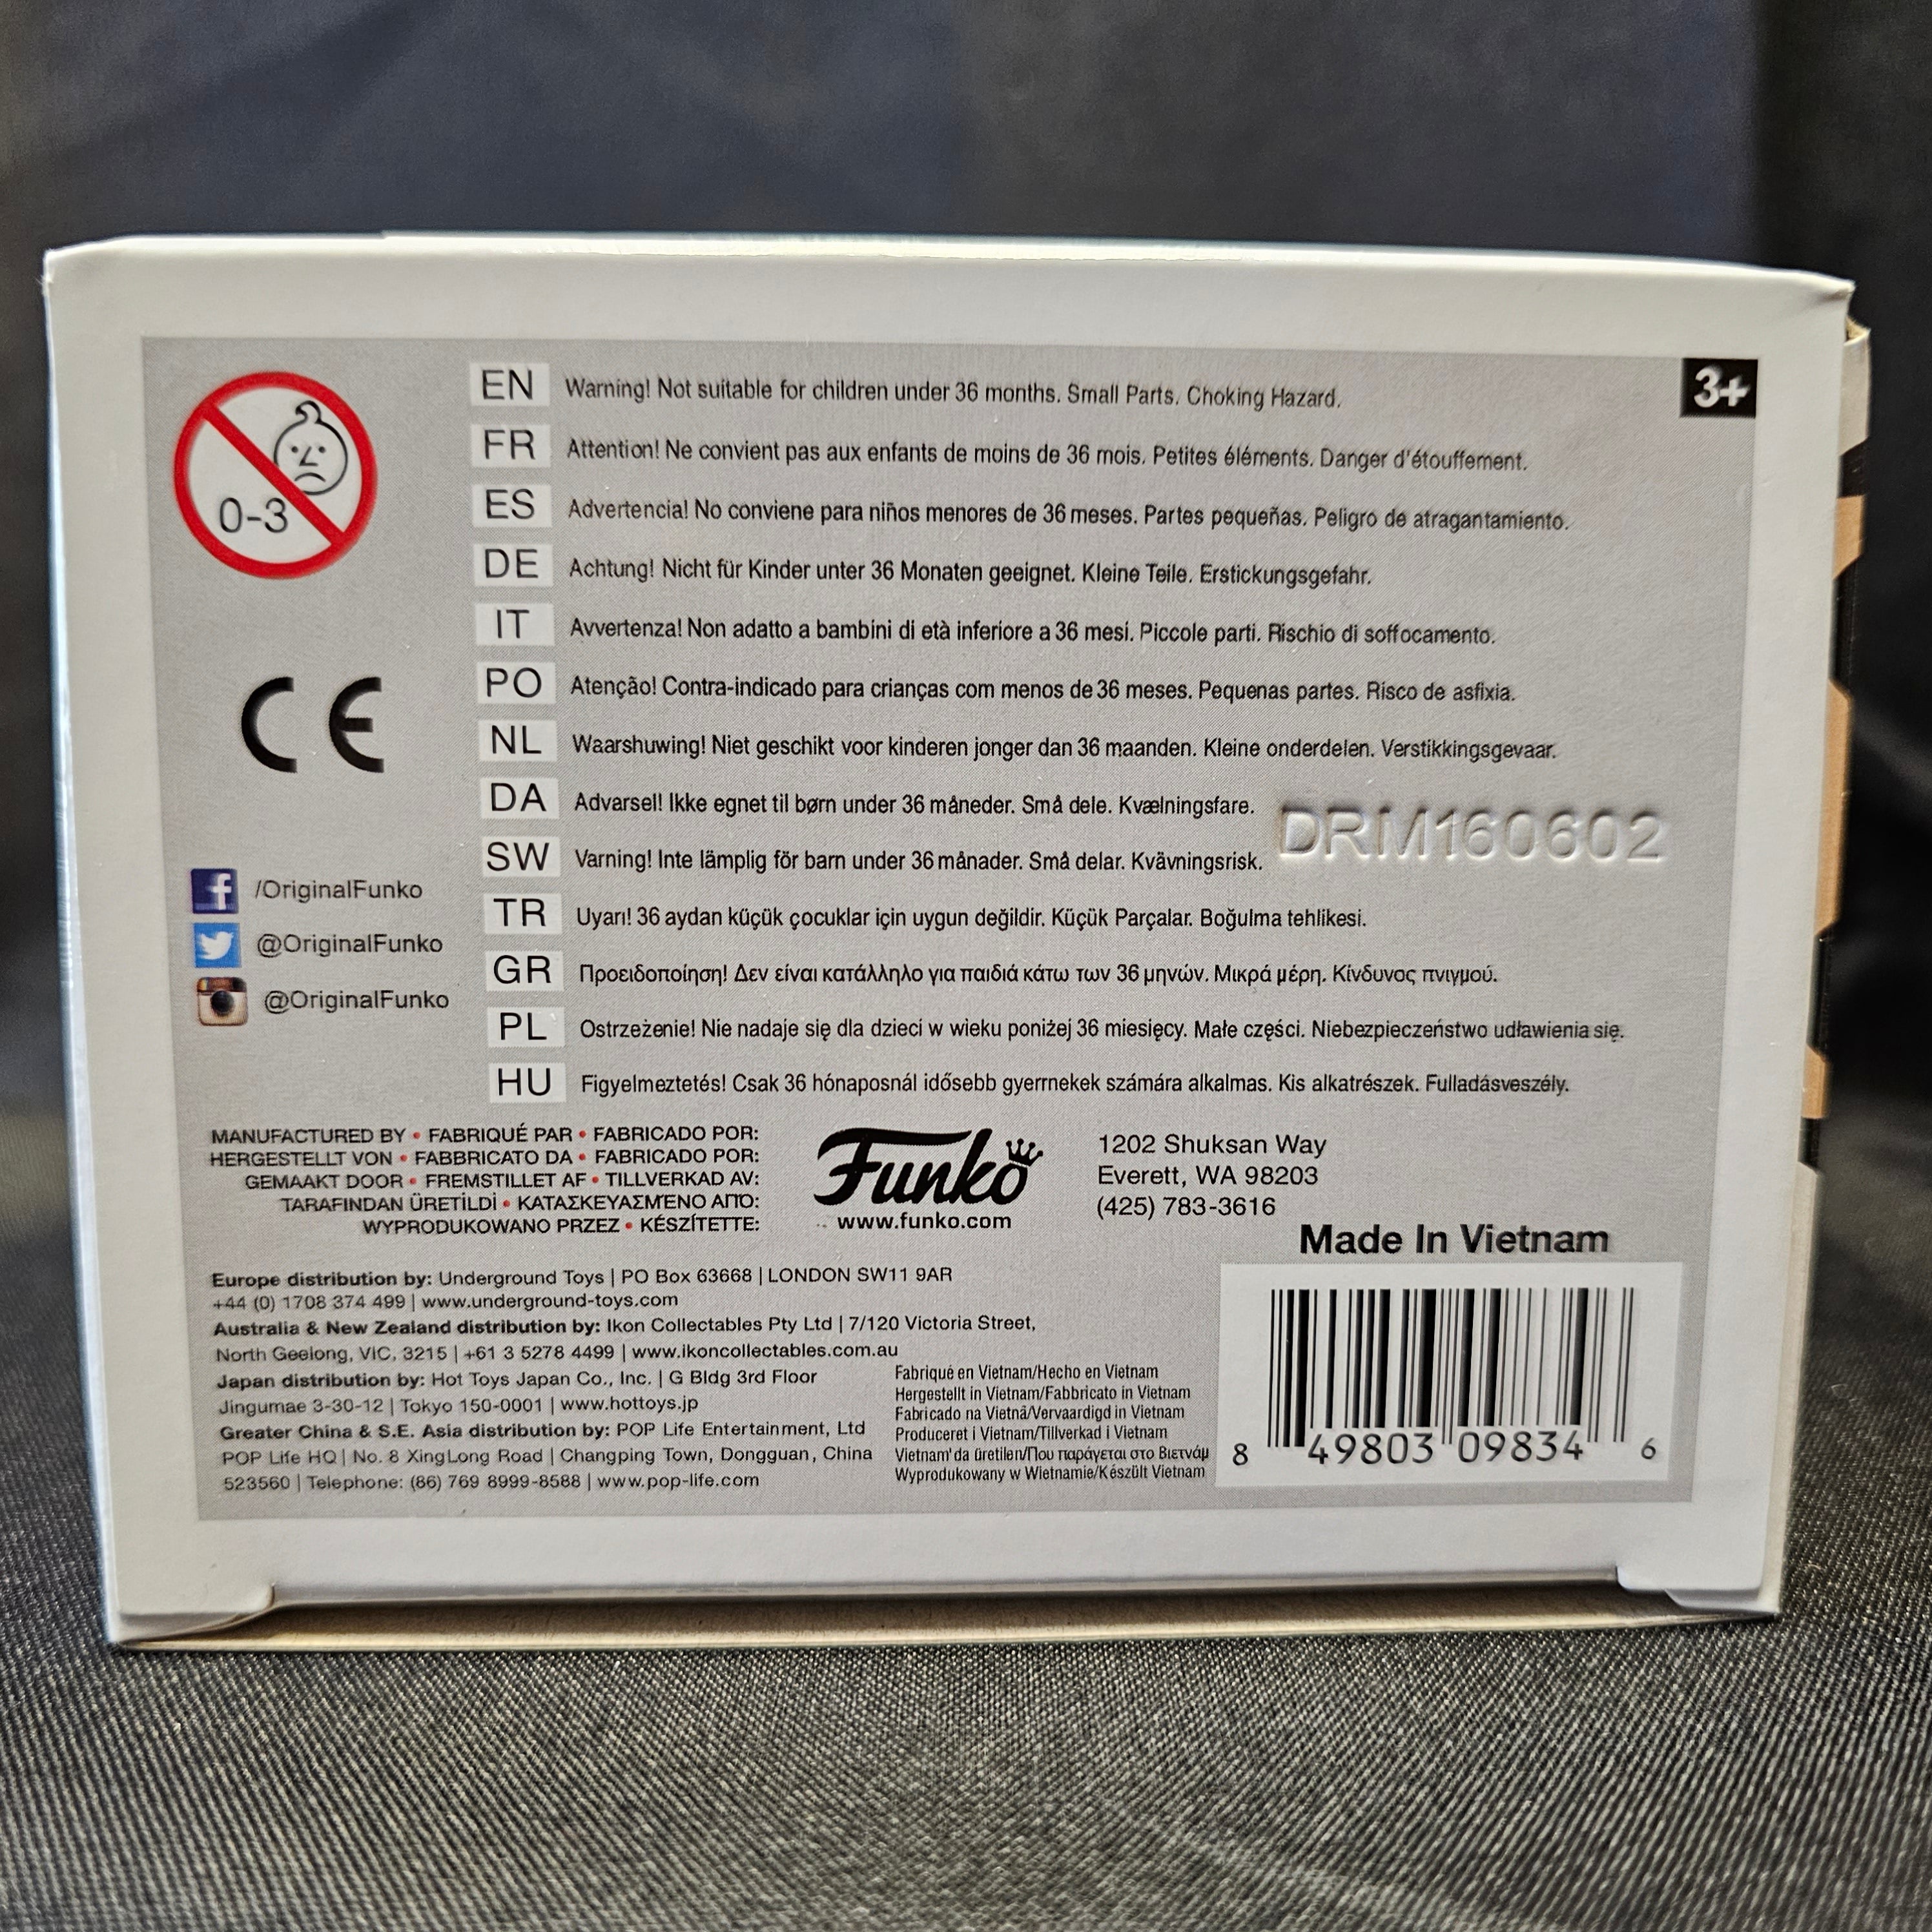 0-3
EN Warning! Not suitable for children under 36 months. Small Parts. Choking Hazard.
3+
FR Attention! Ne convient pas aux enfants de moins de 36 mois. Petites éléments. Danger d'étouffement.
ES Advertencia! No conviene para niños menores de 36 meses. Partes pequeñas. Peligro de atragantamiento.
DE Achtung! Nicht für Kinder unter 36 Monaten geeignet. Kleine Teile. Erstickungsgefahr.
IT Avvertenza! Non adatto a bambini di età inferiore a 36 mesi. Piccole parti. Rischio di soffocamento.
PO Atenção! Contra-indicado para crianças com menos de 36 meses. Pequenas partes. Risco de asfixia.
NL Waarshuwing! Niet geschikt voor kinderen jonger dan 36 maanden. Kleine onderdelen. Verstikkingsgevaar.
DA Advarsel! Ikke egnet til børn under 36 måneder. Små dele. Kvælningsfare.
SW Varning! Inte lämplig för barn under 36 månader. Små delar. Kvävningsrisk.
TR Uyarı! 36 aydan küçük çocuklar için uygun değildir. Küçük Parçalar. Boğulma tehlikesi.
GR Προειδοποίηση! Δεν είναι κατάλληλο για παιδιά κάτω των 36 μηνών. Μικρά μέρη. Κίνδυνος πνιγμού.
PL Ostrzeżenie! Nie nadaje się dla dzieci w wieku poniżej 36 miesięcy. Małe części. Niebezpieczeństwo udławienia się.
HU Figyelmeztetés! Csak 36 hónaposnál idősebb gyerrnekek számára alkalmas. Kis alkatrészek. Fulladásveszély.
DRM160602
CE
/OriginalFunko
@OriginalFunko
@OriginalFunko
MANUFACTURED BY • FABRIQUÉ PAR • FABRICADO POR:
HERGESTELLT VON • FABBRICATO DA • FABRICADO POR:
GEMAAKT DOOR • FREMSTILLET AF • TILLVERKAD AV:
TARAFINDAN ÜRETİLDİ • ΚΑΤΑΣΚΕΥΑΣΜΈΝΟ ΑΠΌ:
WYPRODUKOWANO PRZEZ • KÉSZÍTETTE:
Funko
www.funko.com
1202 Shuksan Way
Everett, WA 98203
(425) 783-3616
Made In Vietnam
Europe distribution by: Underground Toys | PO Box 63668 | LONDON SW11 9AR
+44 (0) 1708 374 499 | www.underground-toys.com
Australia & New Zealand distribution by: Ikon Collectables Pty Ltd | 7/120 Victoria Street,
North Geelong, VIC, 3215 | +61 3 5278 4499 | www.ikoncollectables.com.au
Japan distribution by: Hot Toys Japan Co., Inc. | G Bldg 3rd Floor
Jingumae 3-30-12 | Tokyo 150-0001 | www.hottoys.jp
Greater China & S.E. Asia distribution by: POP Life Entertainment, Ltd
POP Life HQ | No. 8 XingLong Road | Changping Town, Dongguan, China
523560 | Telephone: (86) 769 8999-8588 | www.pop-life.com
Fabriqué en Vietnam/Hecho en Vietnam
Hergestellt in Vietnam/Fabbricato in Vietnam
Fabricado na Vietnã/Vervaardigd in Vietnam
Produceret i Vietnam/Tillverkad i Vietnam
Vietnam'da üretilen/Που παράγεται στο Βιετνάμ
Wyprodukowany w Wietnamie/Készült Vietnam
8 49803 09834 6